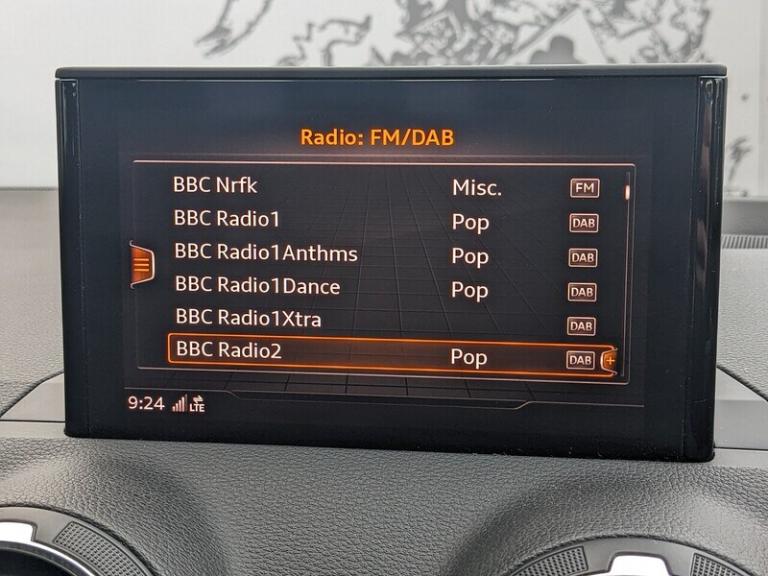 Radio: FM/DAB
BBC Nrfk Misc. FM
BBC Radio1 Pop DAB
BBC Radio1Anthms Pop DAB
BBC Radio1Dance Pop DAB
BBC Radio1Xtra DAB
BBC Radio2 Pop DAB +
9:24 LTE